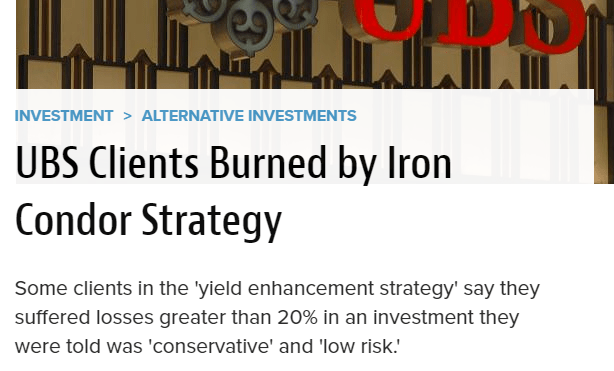 UBS
INVESTMENT > ALTERNATIVE INVESTMENTS
UBS Clients Burned by Iron
Condor Strategy
Some clients in the 'yield enhancement strategy' say they
suffered losses greater than 20% in an investment they
were told was 'conservative' and 'low risk.'